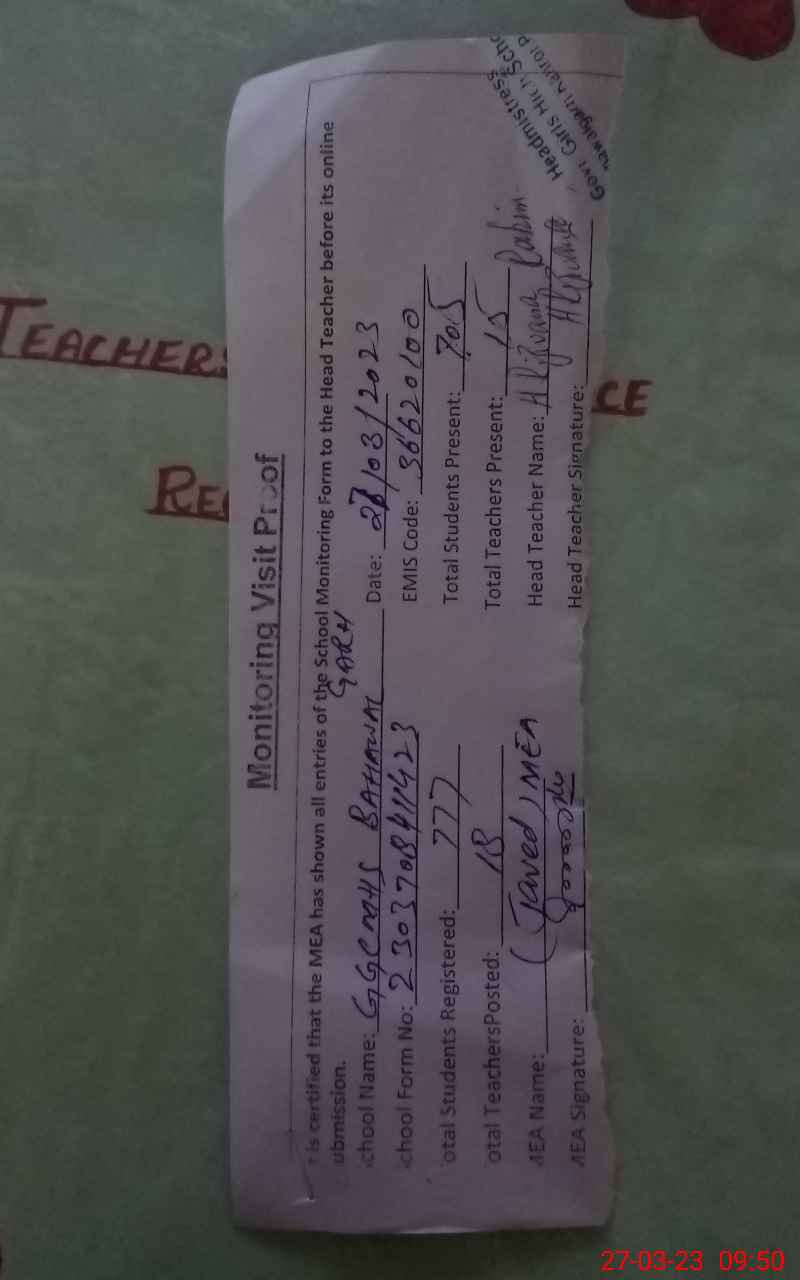 TEACHERS
CE
RE
Monitoring Visit Proof
is certified that the MEA has shown all entries of the School Monitoring Form to the Head Teacher before its online
ubmission.
chool Name: GGCMHS BAHAWAL GARH Date: 27/03/2023
chool Form No: EMIS Code: 36620100
otal Students Registered: 777 Total Students Present: 705
otal TeachersPosted: 18 Total Teachers Present: 15
MEA Name: (Javed) MEA Head Teacher Name:
MEA Signature: Head Teacher Signature:
Headmistress
Govt Girls High Scho
27-03-23 09:50